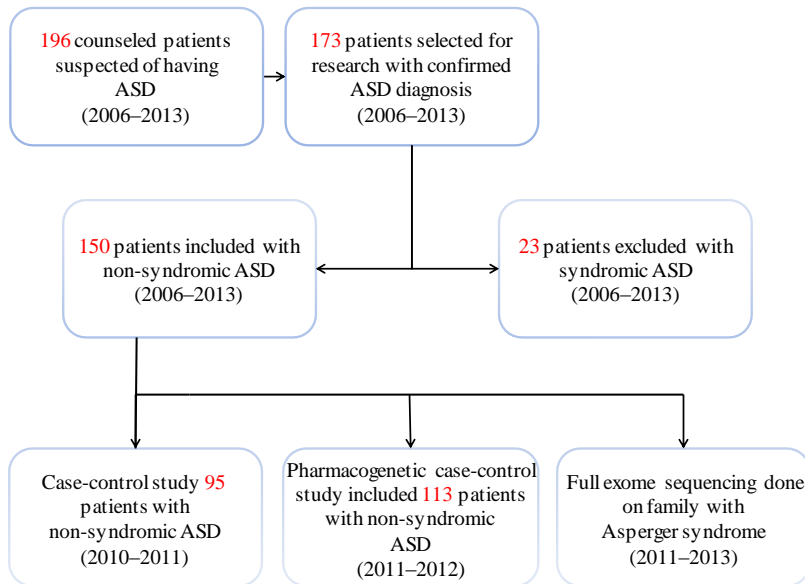 196 counseled patients
suspected of having
ASD
(2006–2013)
173 patients selected for
research with confirmed
ASD diagnosis
(2006–2013)
150 patients included with
non-syndromic ASD
(2006–2013)
23 patients excluded with
syndromic ASD
(2006–2013)
Case-control study 95
patients with
non-syndromic ASD
(2010–2011)
Pharmacogenetic case-control
study included 113 patients
with non-syndromic
ASD
(2011–2012)
Full exome sequencing done
on family with
Asperger syndrome
(2011–2013)